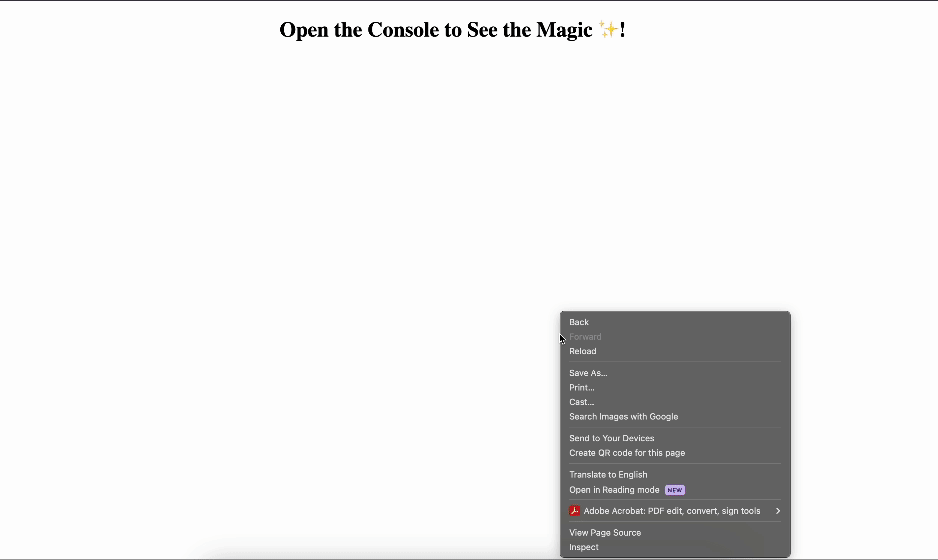 Open the Console to See the Magic ✨!
Back
Forward
Reload
Save As...
Print...
Cast...
Search Images with Google
Send to Your Devices
Create QR code for this page
Translate to English
Open in Reading mode NEW
Adobe Acrobat: PDF edit, convert, sign tools
View Page Source
Inspect